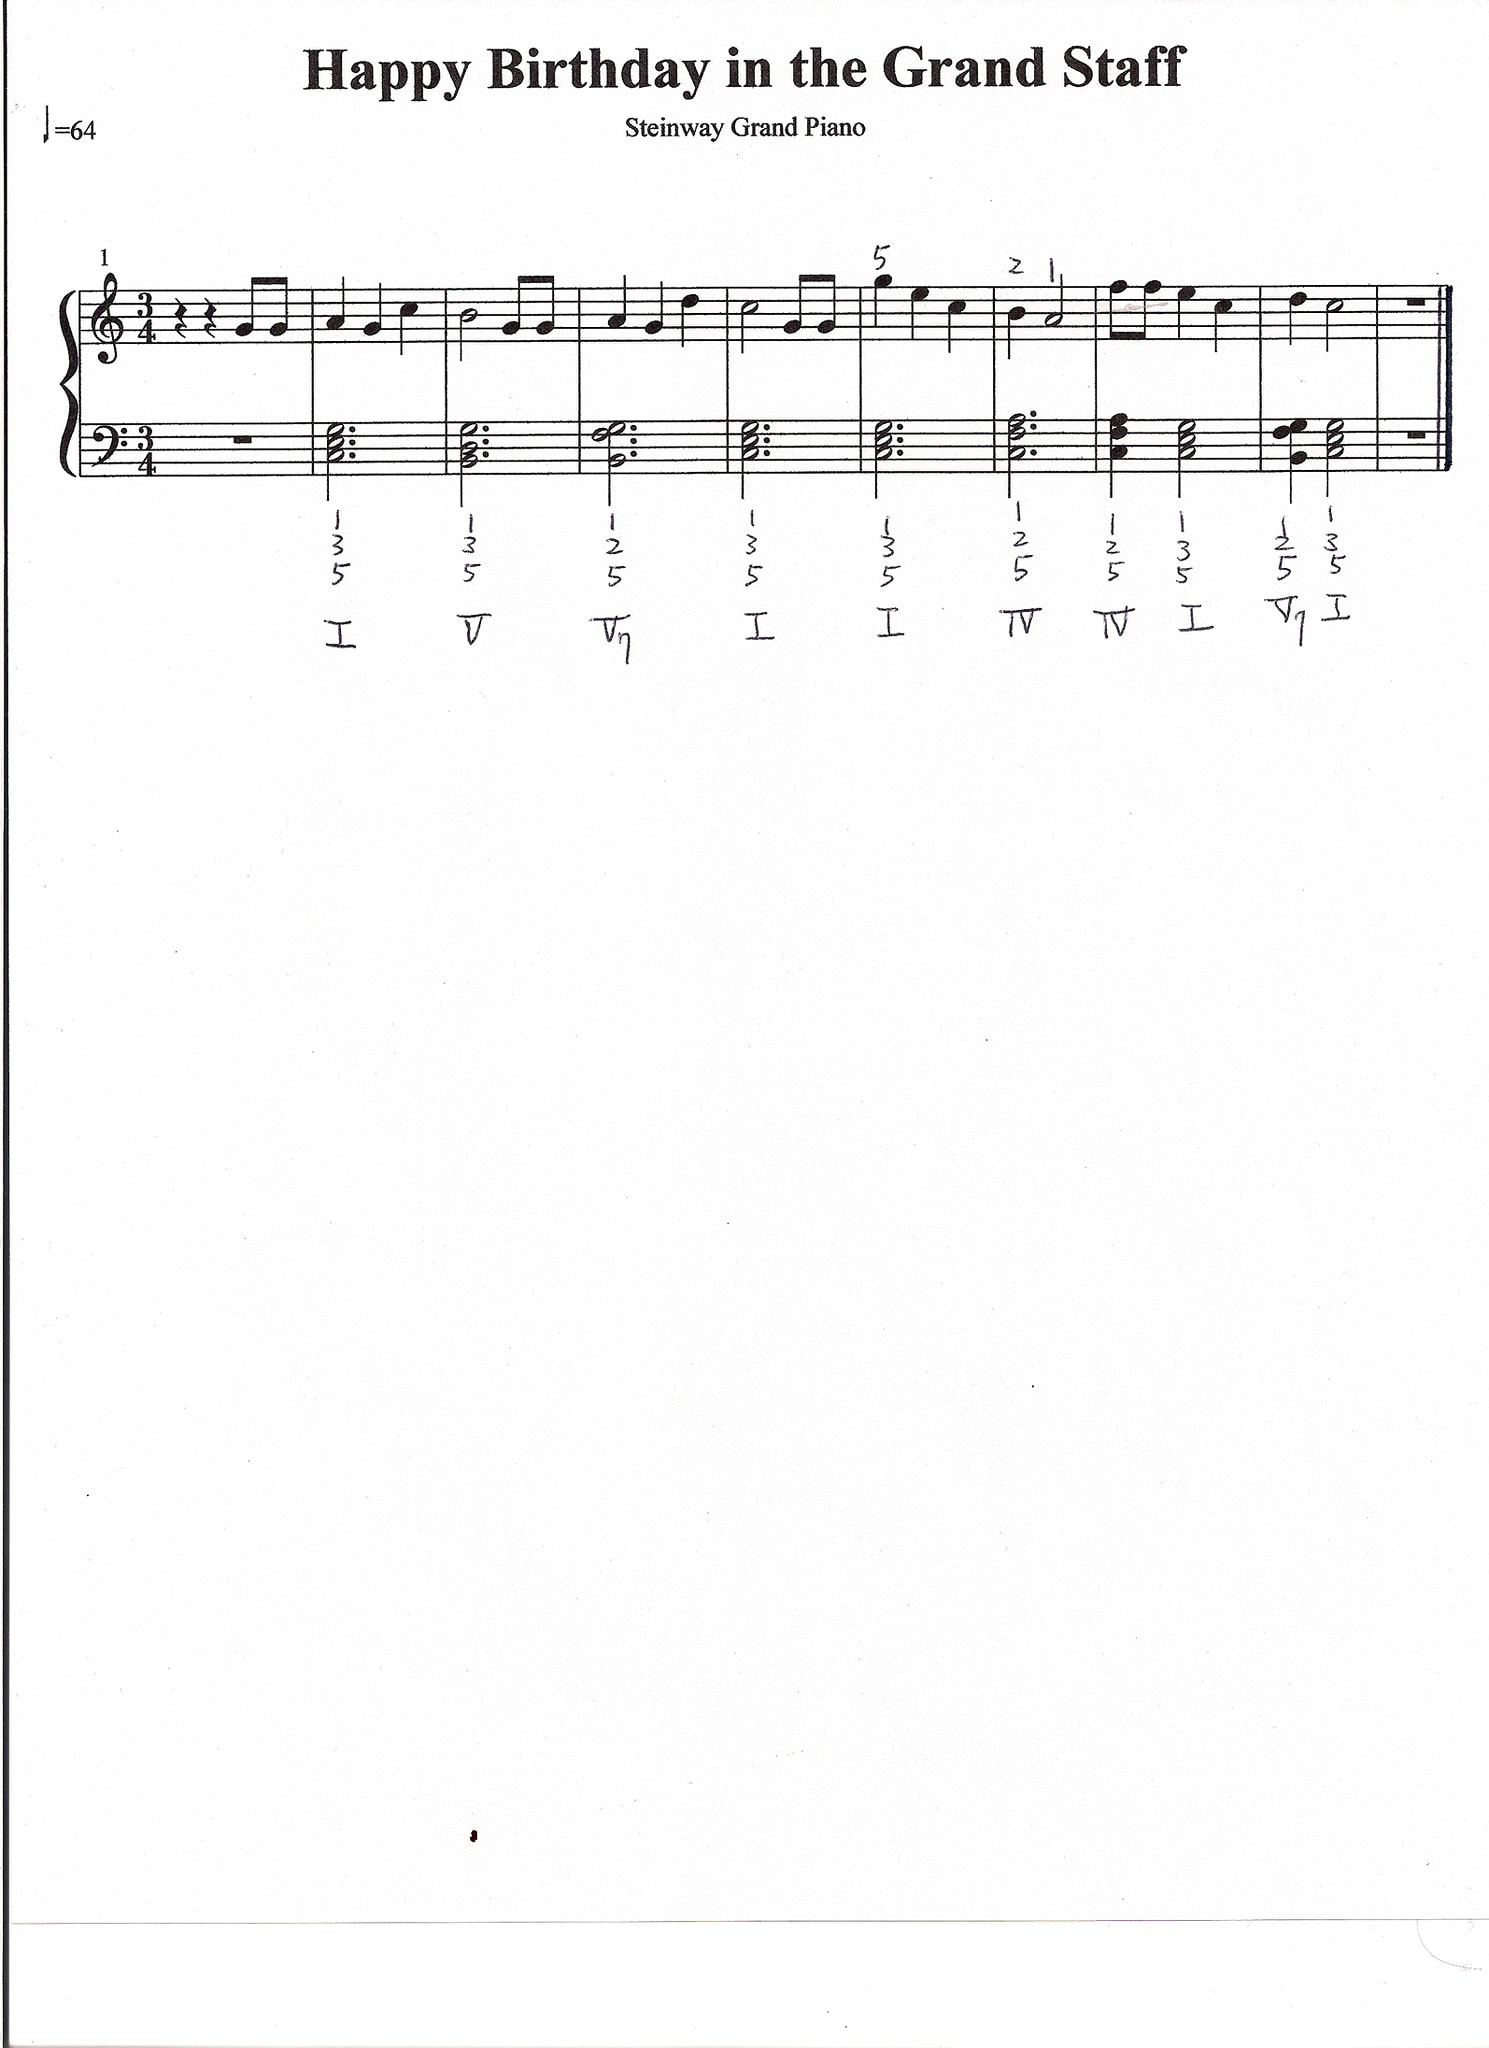 Happy Birthday in the Grand Staff
Steinway Grand Piano
♩=64
1
5 2 1
3 4
3 4
1 1 1 1 1 1 1 1 1 1
3 3 2 3 3 2 2 3 2 3
5 5 5 5 5 5 5 5 5 5
I V V7 I I IV IV I V7 I